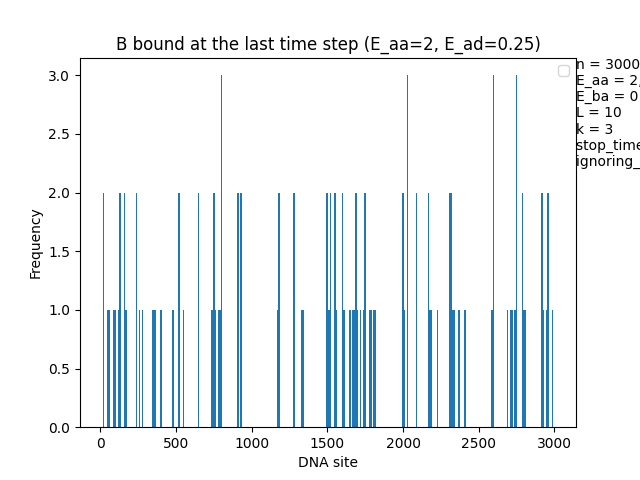 B bound at the last time step (E_aa=2, E_ad=0.25)
n = 3000
E_aa = 2,
E_ba = 0
L = 10
k = 3
stop_time
ignoring_
3.0
2.5
2.0
1.5
1.0
0.5
0.0
Frequency
0 500 1000 1500 2000 2500 3000
DNA site